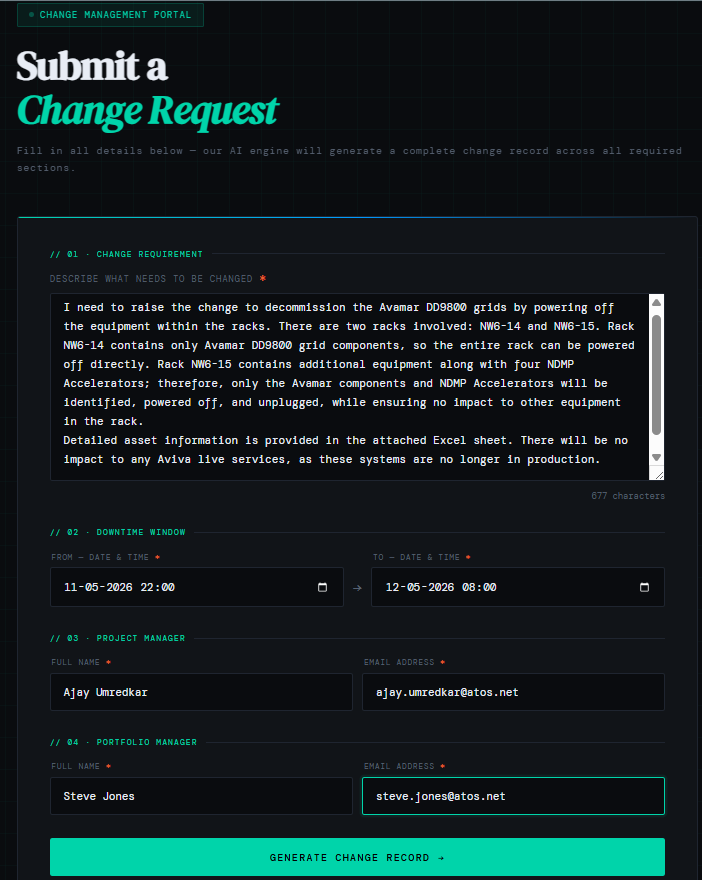 CHANGE MANAGEMENT PORTAL
Submit a
Change Request
Fill in all details below — our AI engine will generate a complete change record across all required
sections.
// 01 · CHANGE REQUIREMENT
DESCRIBE WHAT NEEDS TO BE CHANGED *
I need to raise the change to decommission the Avamar DD9800 grids by powering off
the equipment within the racks. There are two racks involved: NW6-14 and NW6-15. Rack
NW6-14 contains only Avamar DD9800 grid components, so the entire rack can be powered
off directly. Rack NW6-15 contains additional equipment along with four NDMP
Accelerators; therefore, only the Avamar components and NDMP Accelerators will be
identified, powered off, and unplugged, while ensuring no impact to other equipment
in the rack.
Detailed asset information is provided in the attached Excel sheet. There will be no
impact to any Aviva live services, as these systems are no longer in production.
677 characters
// 02 · DOWNTIME WINDOW
FROM — DATE & TIME * TO — DATE & TIME *
11-05-2026 22:00 → 12-05-2026 08:00
// 03 · PROJECT MANAGER
FULL NAME * EMAIL ADDRESS *
Ajay Umredkar ajay.umredkar@atos.net
// 04 · PORTFOLIO MANAGER
FULL NAME * EMAIL ADDRESS *
Steve Jones steve.jones@atos.net
GENERATE CHANGE RECORD →